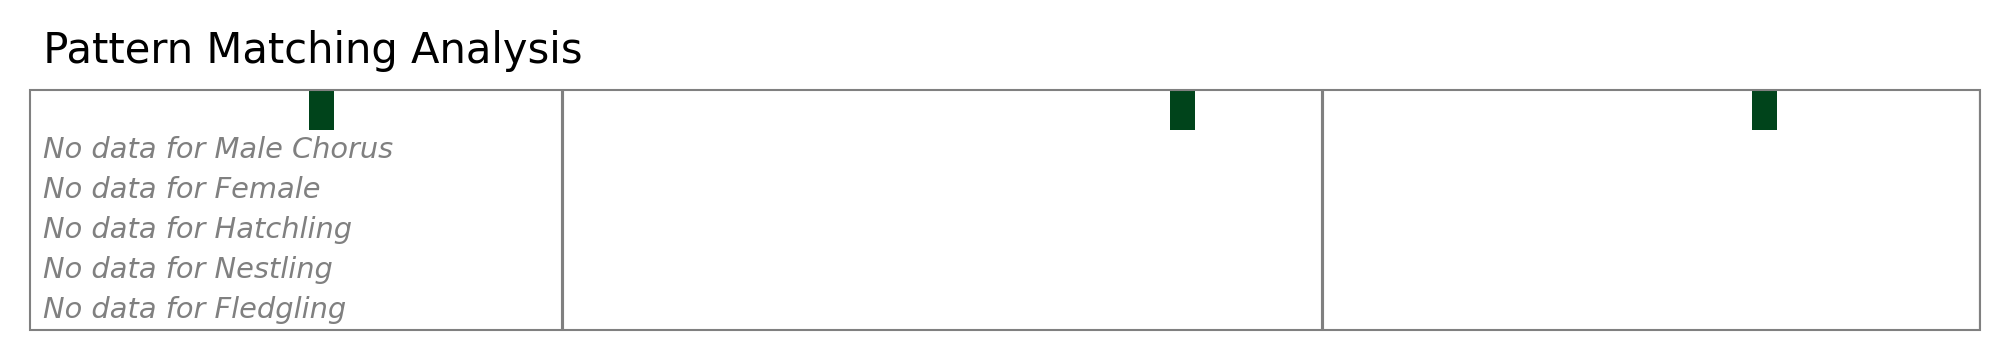 Pattern Matching Analysis
No data for Male Chorus
No data for Female
No data for Hatchling
No data for Nestling
No data for Fledgling